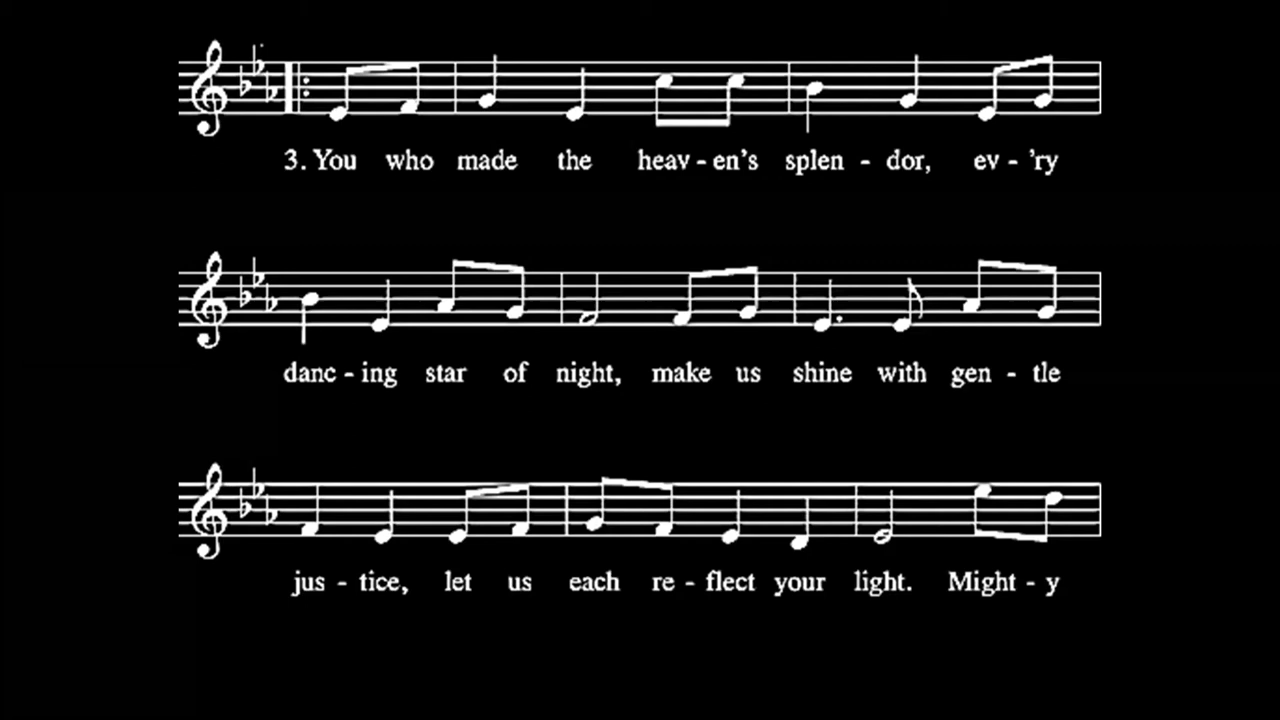 3. You who made the heav - en's splen - dor, ev - 'ry
danc - ing star of night, make us shine with gen - tle
jus - tice, let us each re - flect your light. Might - y